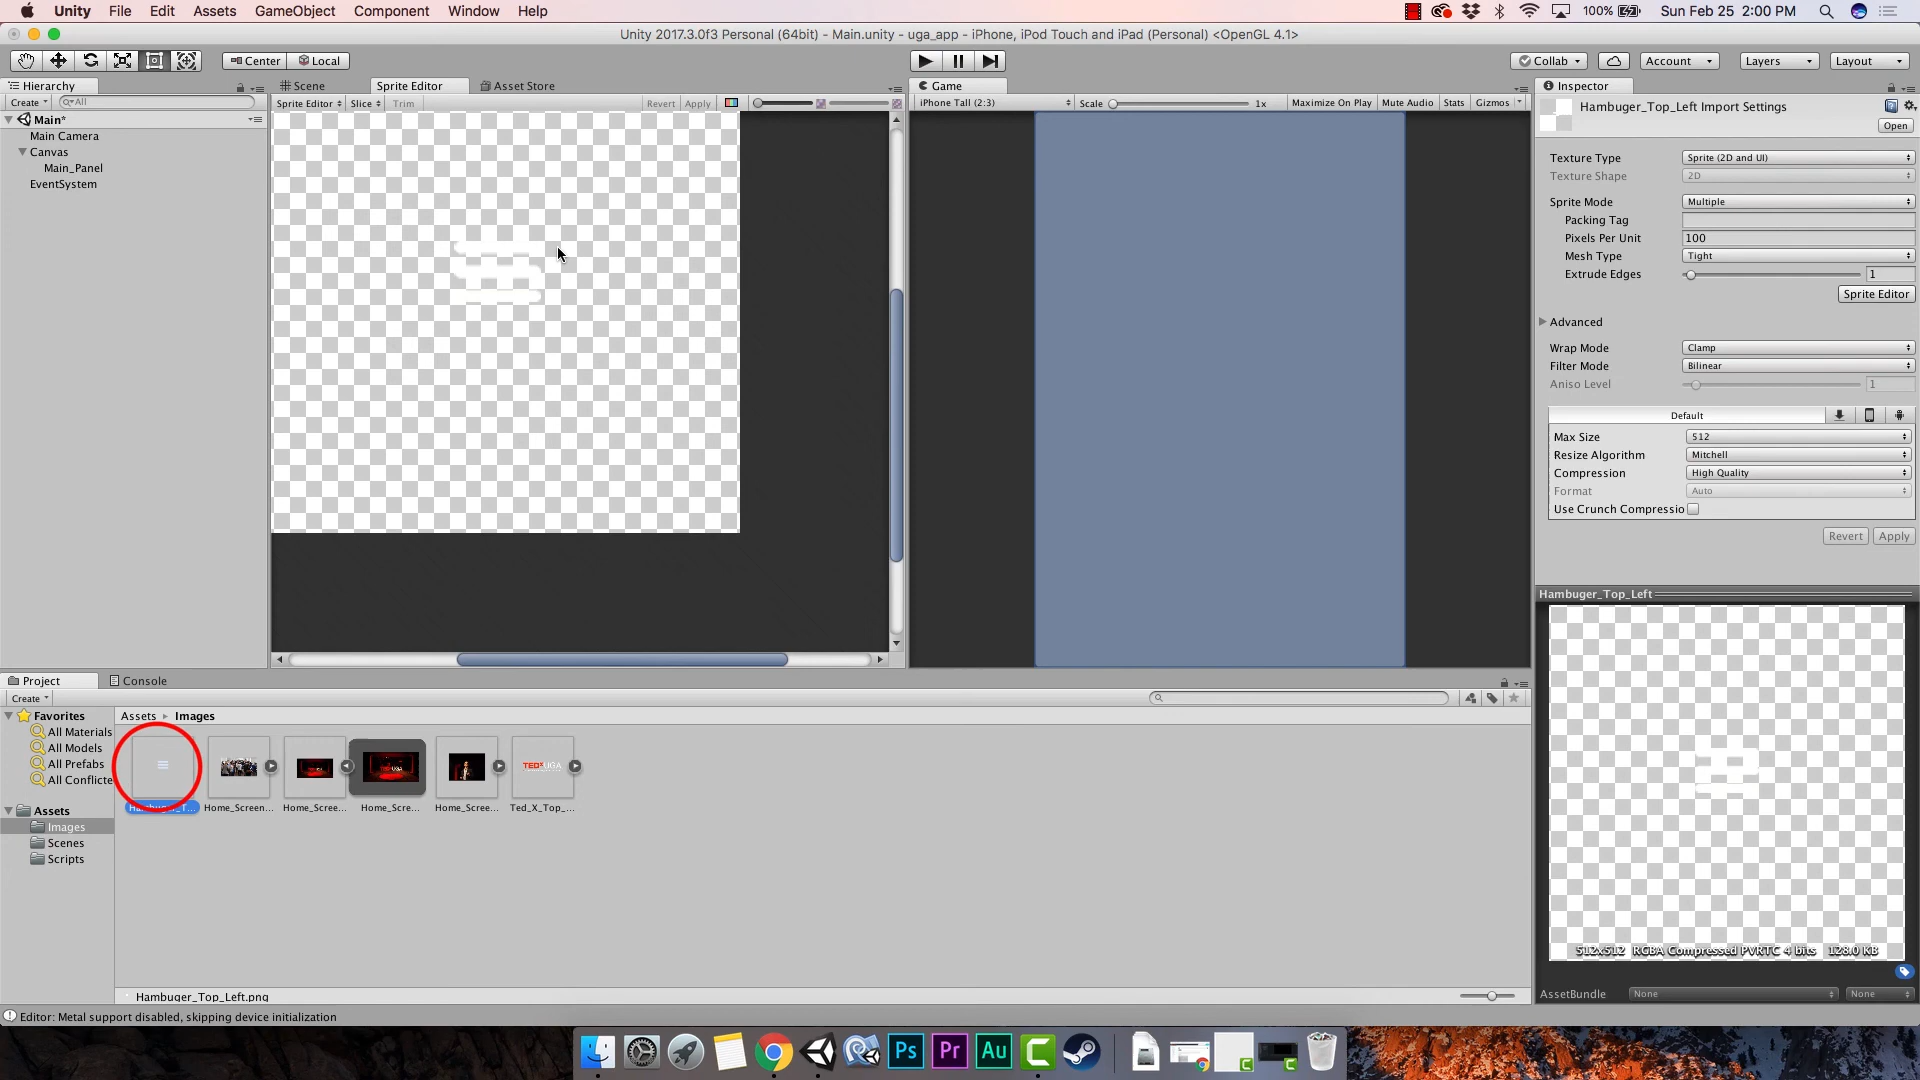 Unity File Edit Assets GameObject Component Window Help 100% Sun Feb 25 2:00 PM
Unity 2017.3.0f3 Personal (64bit) - Main.unity - uga_app - iPhone, iPod Touch and iPad (Personal) <OpenGL 4.1>
Center Local Collab Account Layers Layout
Hierarchy Scene Sprite Editor Asset Store Game Inspector
Create All Sprite Editor Slice Trim Revert Apply iPhone Tall (2:3) Scale 1x Maximize On Play Mute Audio Stats Gizmos
Hambuger_Top_Left Import Settings
Open
Main*
Main Camera
Canvas
Main_Panel
EventSystem
Texture Type Sprite (2D and UI)
Texture Shape 2D
Sprite Mode Multiple
Packing Tag
Pixels Per Unit 100
Mesh Type Tight
Extrude Edges 1
Sprite Editor
Advanced
Wrap Mode Clamp
Filter Mode Bilinear
Aniso Level 1
Default
Max Size 512
Resize Algorithm Mitchell
Compression High Quality
Format Auto
Use Crunch Compressio
Revert Apply
Hambuger_Top_Left
512x512 RGBA Compressed PVRTC 4 bits 128.0 KB
AssetBundle None None
Project Console
Create
Favorites
All Materials
All Models
All Prefabs
All Conflicte
Assets
Images
Scenes
Scripts
Assets Images
TEDxUGA
Hambuger_T... Home_Screen... Home_Scree... Home_Scre... Home_Scree... Ted_X_Top_...
Hambuger_Top_Left.png
Editor: Metal support disabled, skipping device initialization
Ps Pr Au